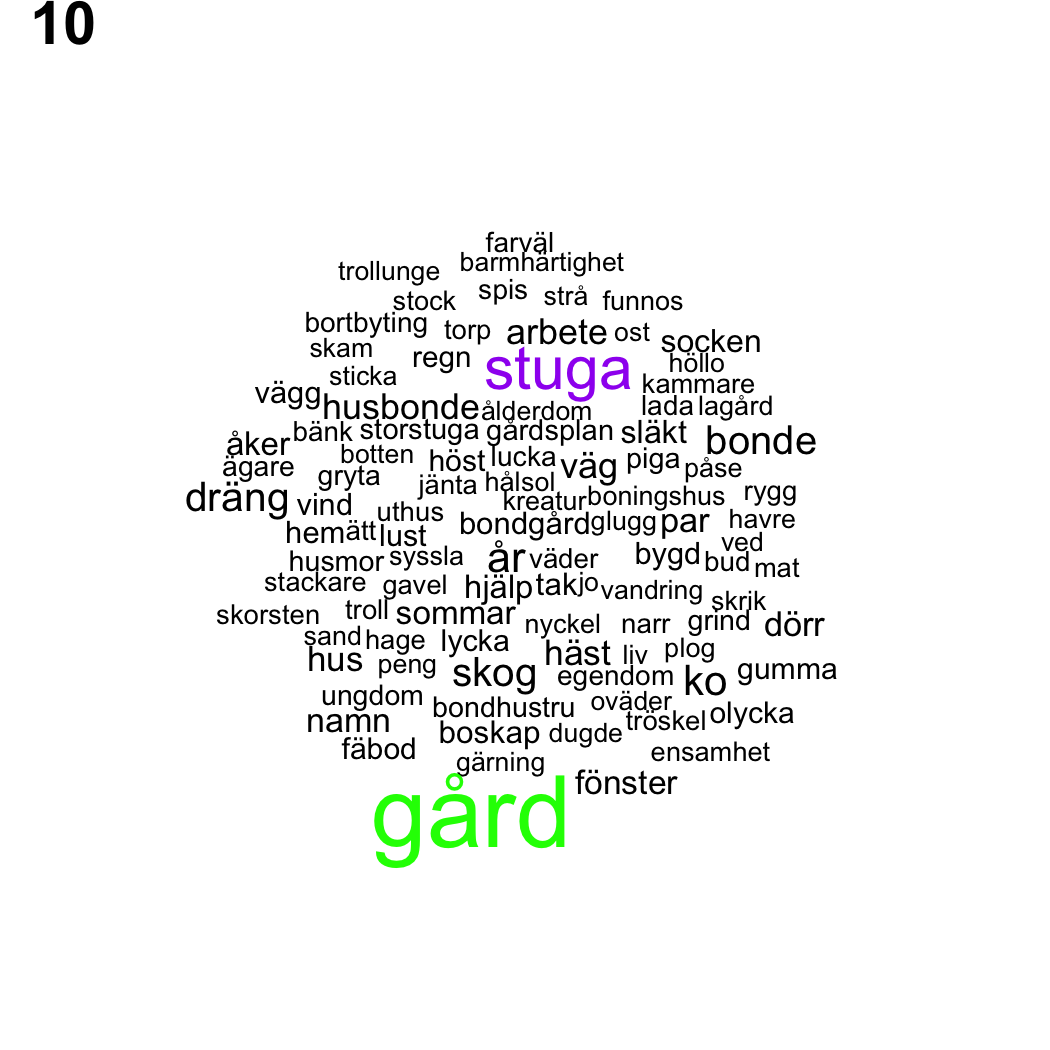 10
farväl
trollunge barmhärtighet
stock spis strå funnos
bortbyting torp arbete ost socken
skam regn stuga höllo
sticka kammare
vägg husbonde ålderdom lada lagård
åker bänk storstuga gårdsplan släkt bonde
ägare botten höst lucka väg piga påse
gryta jänta hålsol
dräng vind uthus kreatur boningshus rygg
hemätt lust bondgård glugg par havre
husmor syssla år väder bygd bud ved mat
stackare gavel hjälp tak jo vandring skrik
skorsten troll sommar nyckel narr grind dörr
sand hage lycka
hus peng skog häst liv plog gumma
egendom ko
ungdom bondhustru oväder olycka
namn boskap dugde tröskel
fäbod gärning ensamhet
gård fönster